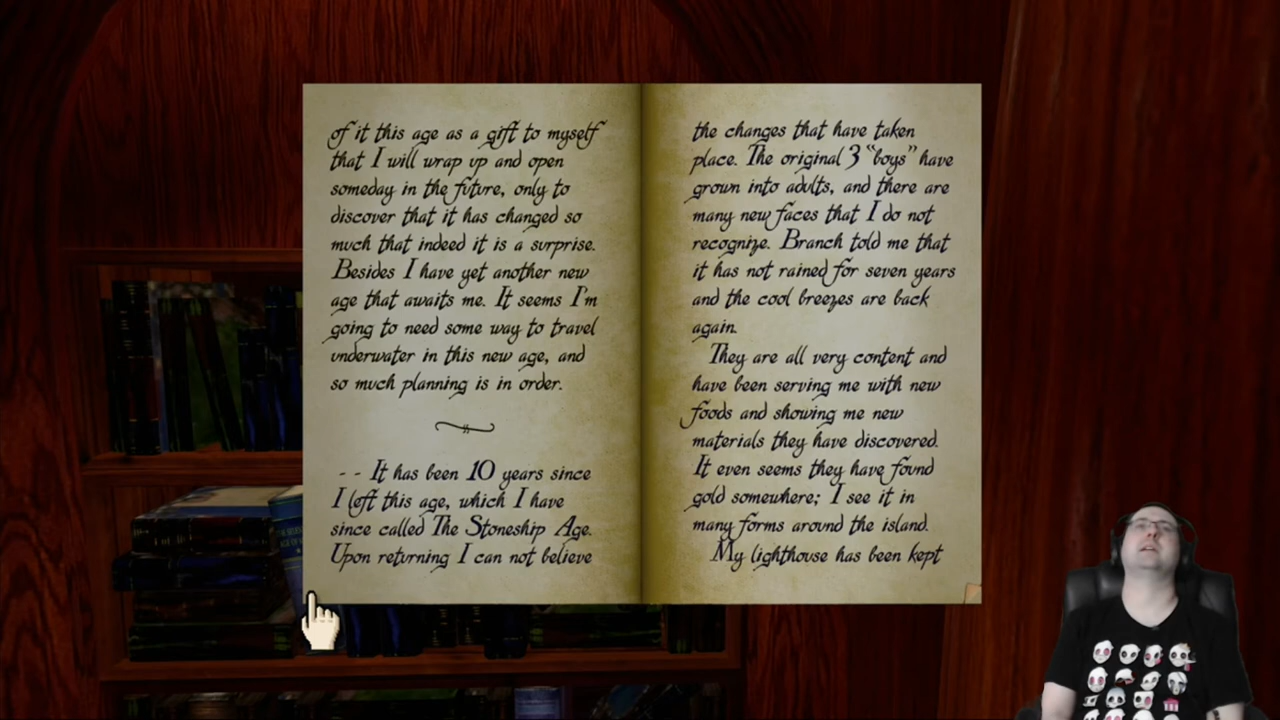 of it this age as a gift to myself
that I will wrap up and open
someday in the future, only to
discover that it has changed so
much that indeed it is a surprise.
Besides I have yet another new
age that awaits me. It seems I'm
going to need some way to travel
underwater in this new age, and
so much planning is in order.
- - It has been 10 years since
I left this age, which I have
since called The Stoneship Age.
Upon returning I can not believe
the changes that have taken
place. The original 3 "boys" have
grown into adults, and there are
many new faces that I do not
recognize. Branch told me that
it has not rained for seven years
and the cool breezes are back
again.
They are all very content and
have been serving me with new
foods and showing me new
materials they have discovered.
It even seems they have found
gold somewhere; I see it in
many forms around the island.
My lighthouse has been kept